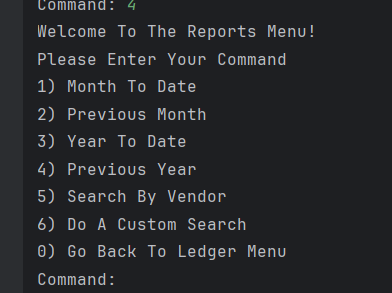 Command: 4
Welcome To The Reports Menu!
Please Enter Your Command
1) Month To Date
2) Previous Month
3) Year To Date
4) Previous Year
5) Search By Vendor
6) Do A Custom Search
0) Go Back To Ledger Menu
Command: